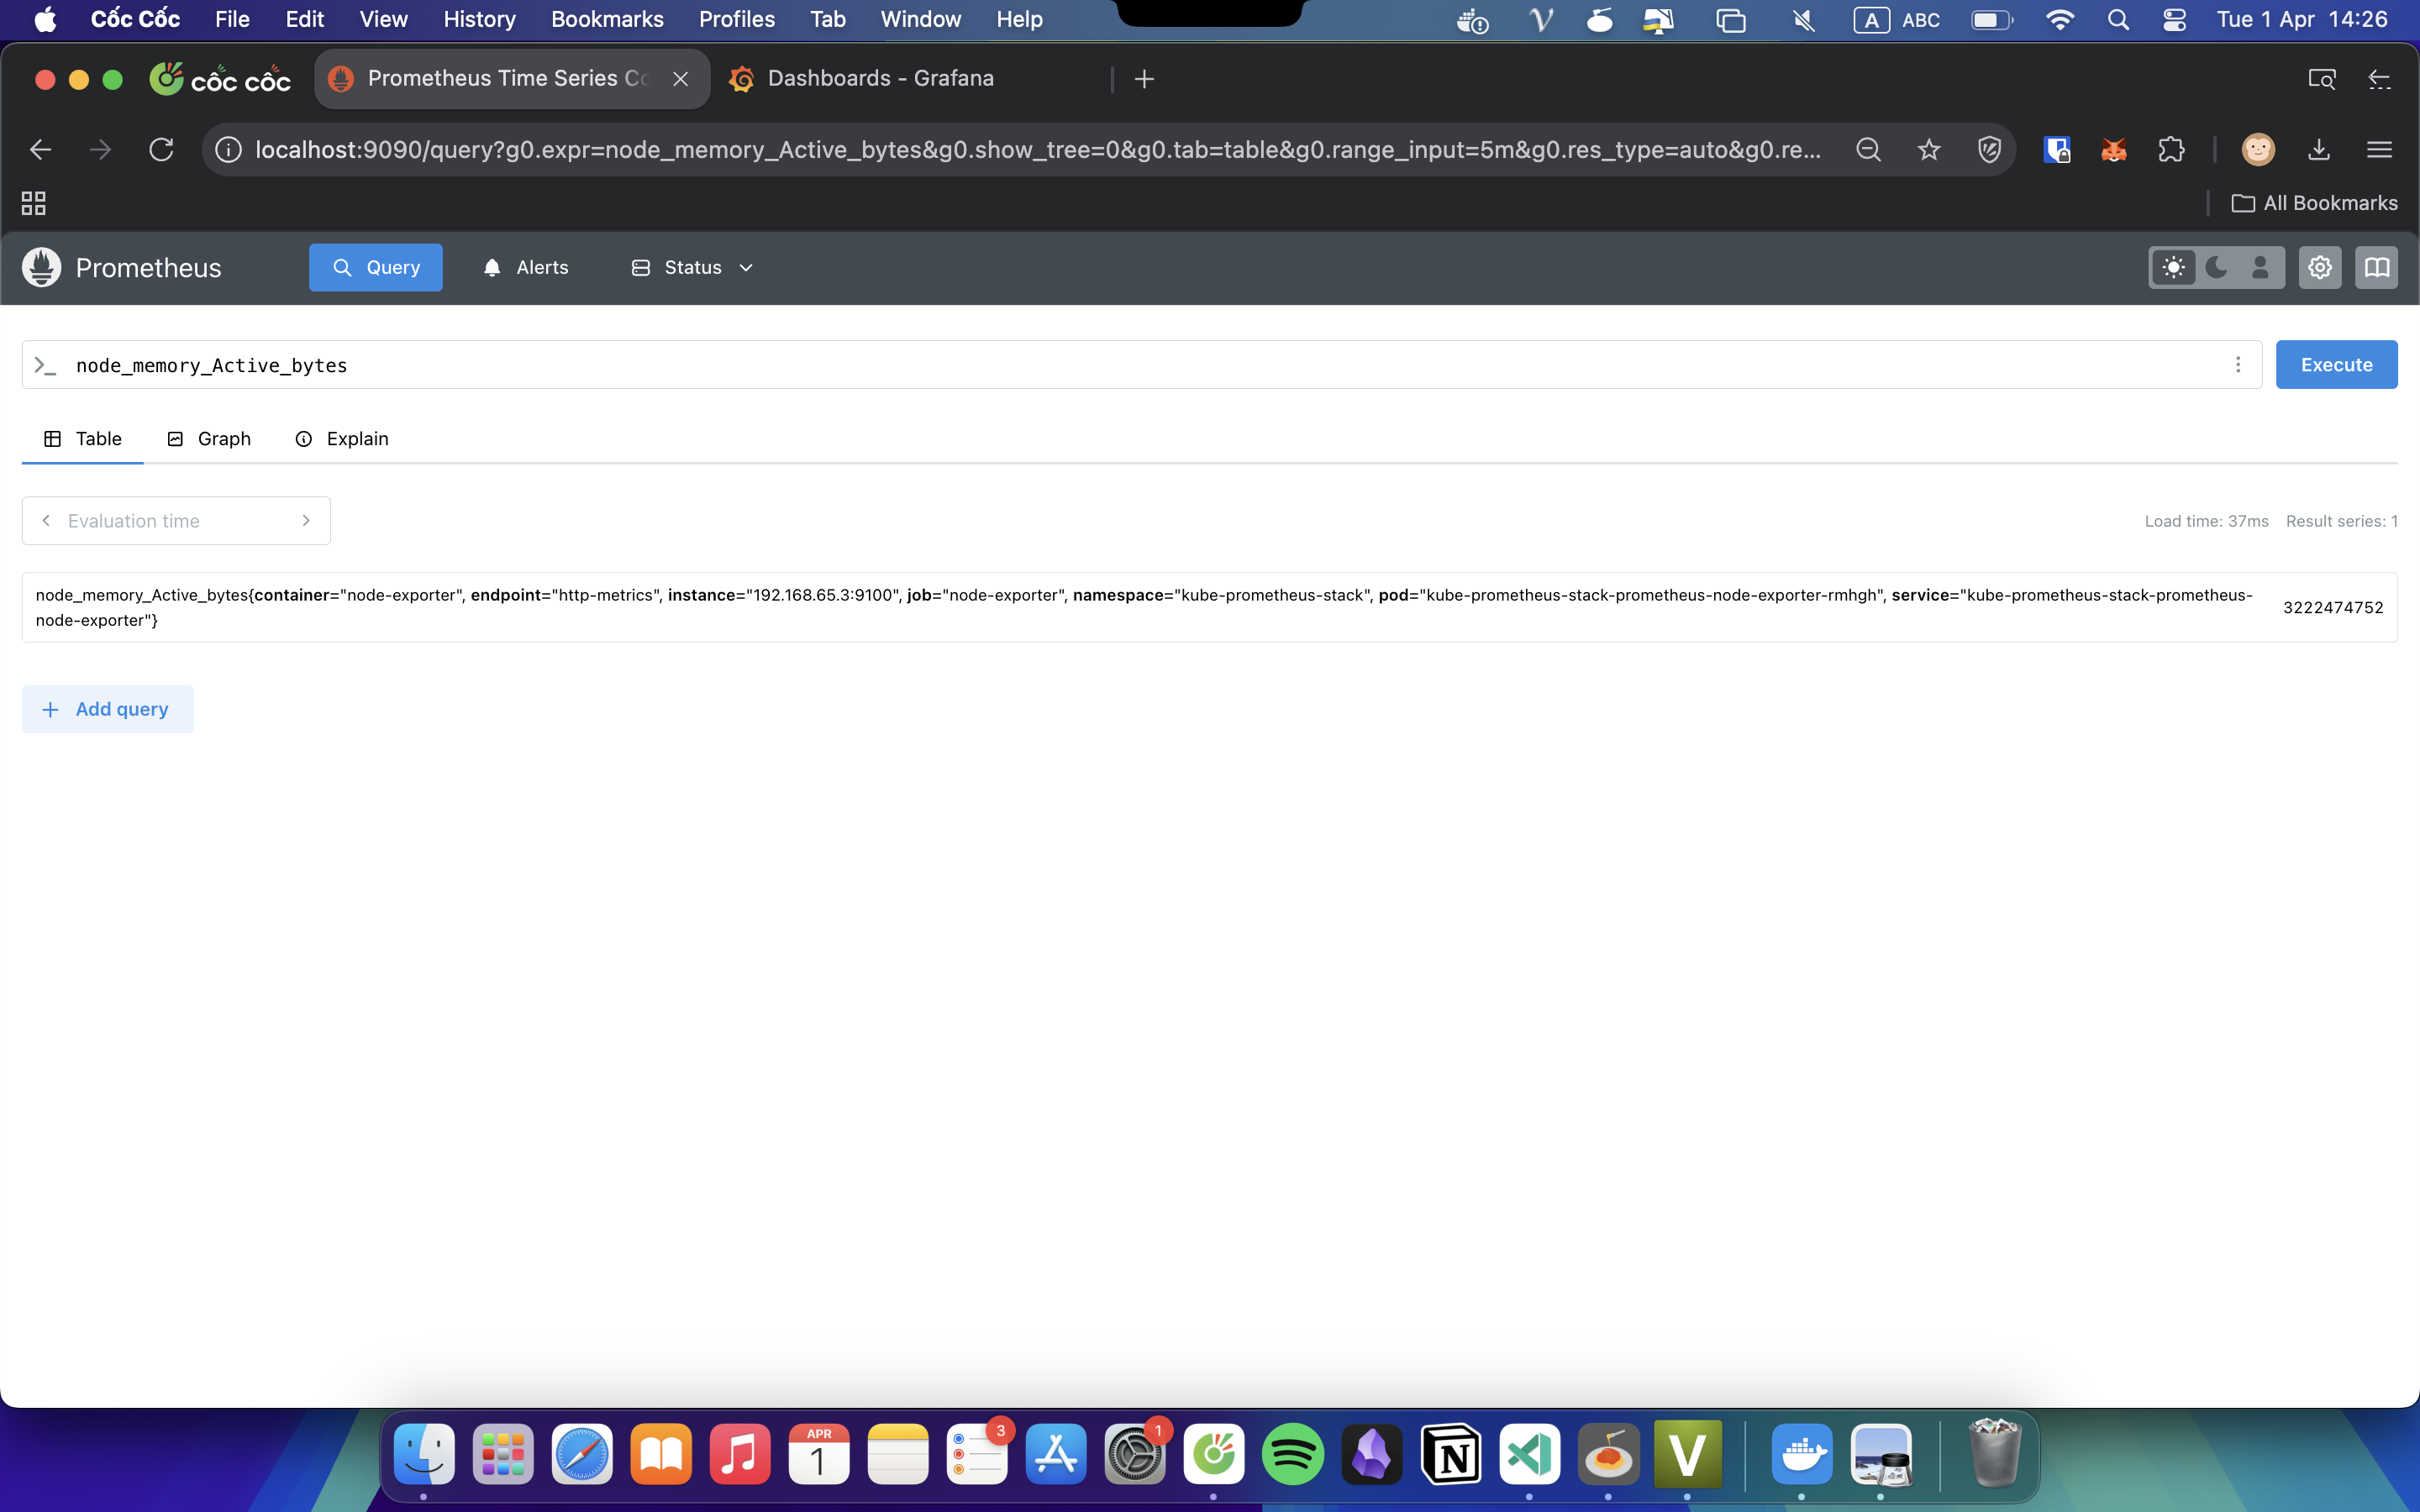 Cốc Cốc File Edit View History Bookmarks Profiles Tab Window Help A ABC Tue 1 Apr 14:26
cốc cốc Prometheus Time Series Co Dashboards - Grafana
localhost:9090/query?g0.expr=node_memory_Active_bytes&g0.show_tree=0&g0.tab=table&g0.range_input=5m&g0.res_type=auto&g0.re...
All Bookmarks
Prometheus Query Alerts Status
node_memory_Active_bytes Execute
Table Graph Explain
Evaluation time Load time: 37ms Result series: 1
node_memory_Active_bytes{container="node-exporter", endpoint="http-metrics", instance="192.168.65.3:9100", job="node-exporter", namespace="kube-prometheus-stack", pod="kube-prometheus-stack-prometheus-node-exporter-rmhgh", service="kube-prometheus-stack-prometheus-
node-exporter"} 3222474752
Add query
APR 3 1
1 N V